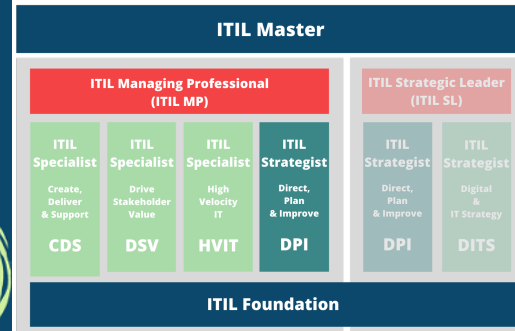 ITIL Master
ITIL Managing Professional
(ITIL MP)
ITIL Strategic Leader
(ITIL SL)
ITIL
Specialist
Create,
Deliver
& Support
CDS
ITIL
Specialist
Drive
Stakeholder
Value
DSV
ITIL
Specialist
High
Velocity
IT
HVIT
ITIL
Strategist
Direct,
Plan
& Improve
DPI
ITIL
Strategist
Direct,
Plan
& Improve
DPI
ITIL
Strategist
Digital
&
IT Strategy
DITS
ITIL Foundation